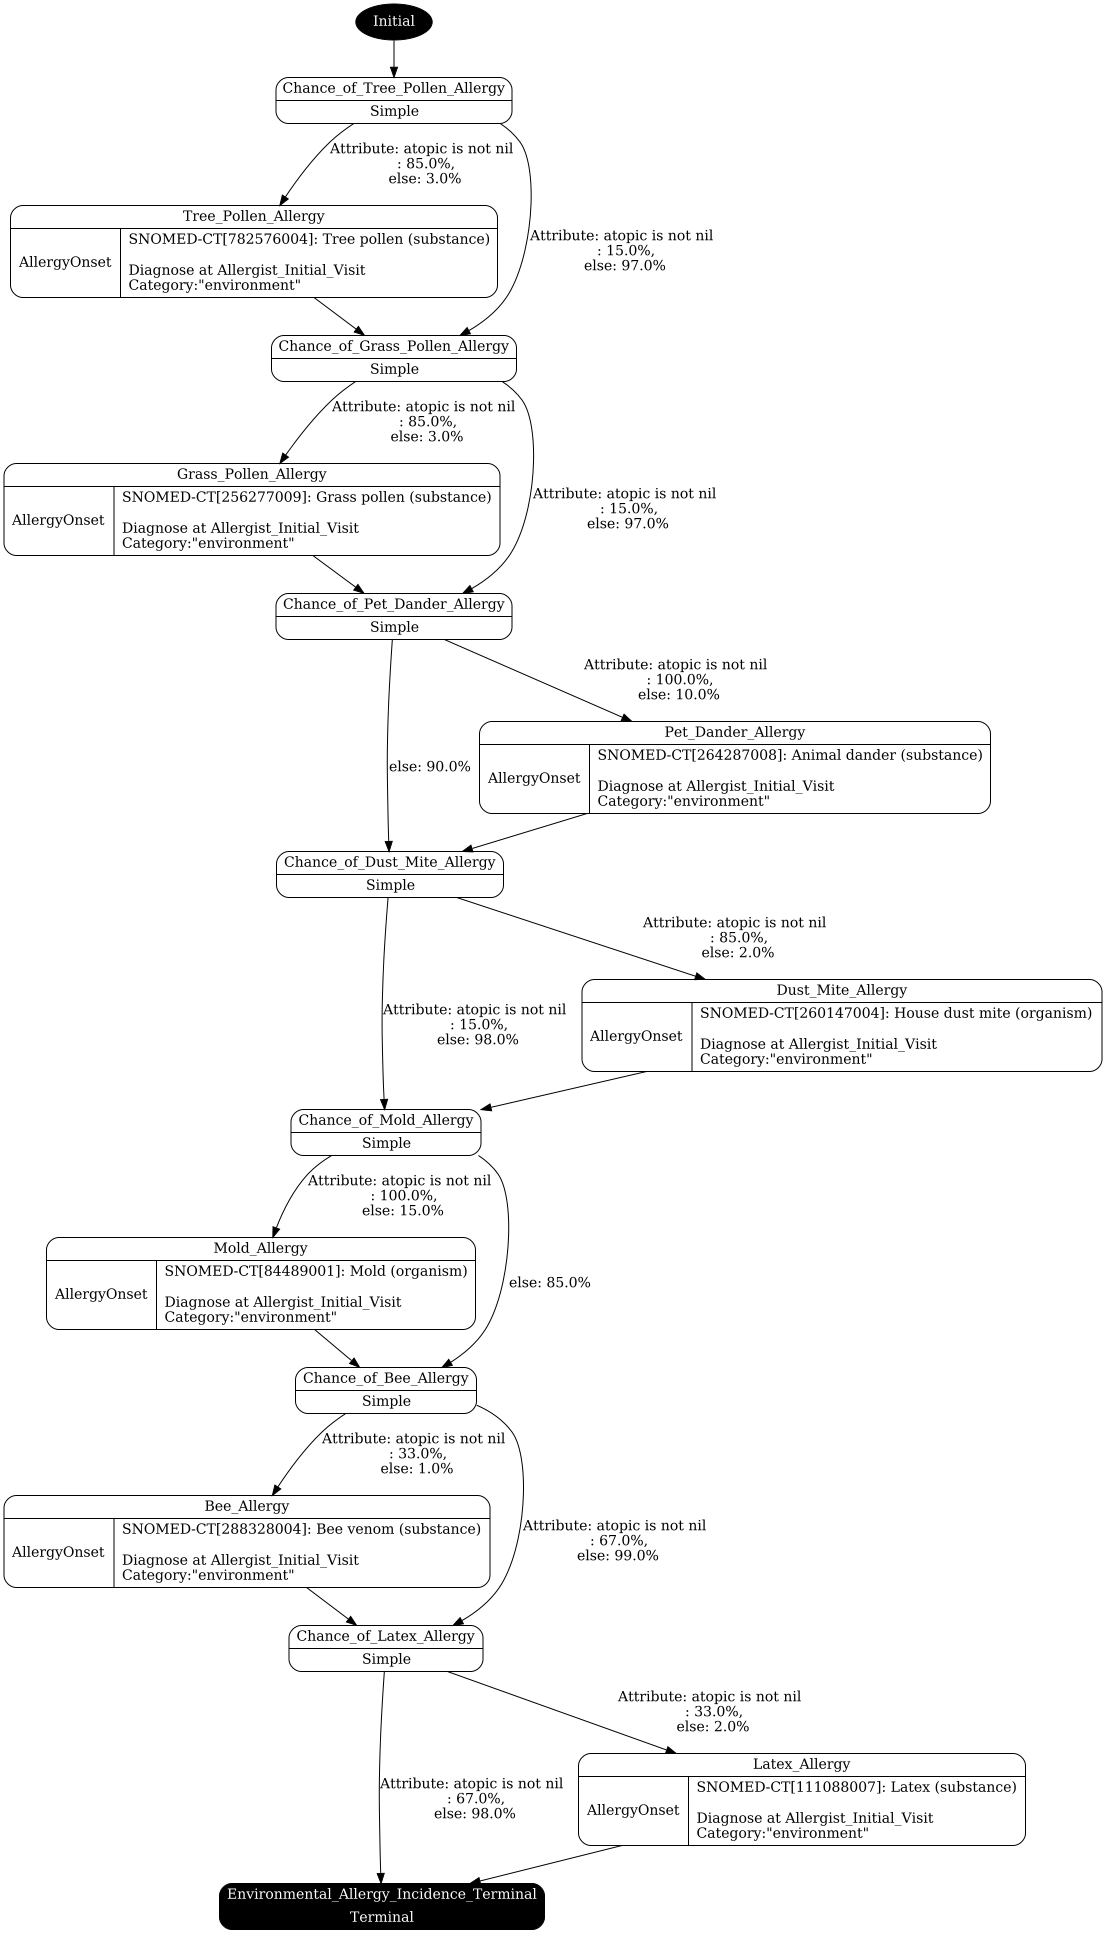 Initial
Chance_of_Tree_Pollen_Allergy
Simple
Attribute: atopic is not nil
: 85.0%,
else: 3.0%
Tree_Pollen_Allergy
AllergyOnset
SNOMED-CT[782576004]: Tree pollen (substance)
Diagnose at Allergist_Initial_Visit
Category:"environment"
Attribute: atopic is not nil
: 15.0%,
else: 97.0%
Chance_of_Grass_Pollen_Allergy
Simple
Attribute: atopic is not nil
: 85.0%,
else: 3.0%
Grass_Pollen_Allergy
AllergyOnset
SNOMED-CT[256277009]: Grass pollen (substance)
Diagnose at Allergist_Initial_Visit
Category:"environment"
Attribute: atopic is not nil
: 15.0%,
else: 97.0%
Chance_of_Pet_Dander_Allergy
Simple
Attribute: atopic is not nil
: 100.0%,
else: 10.0%
else: 90.0%
Pet_Dander_Allergy
AllergyOnset
SNOMED-CT[264287008]: Animal dander (substance)
Diagnose at Allergist_Initial_Visit
Category:"environment"
Chance_of_Dust_Mite_Allergy
Simple
Attribute: atopic is not nil
: 85.0%,
else: 2.0%
Attribute: atopic is not nil
: 15.0%,
else: 98.0%
Dust_Mite_Allergy
AllergyOnset
SNOMED-CT[260147004]: House dust mite (organism)
Diagnose at Allergist_Initial_Visit
Category:"environment"
Chance_of_Mold_Allergy
Simple
Attribute: atopic is not nil
: 100.0%,
else: 15.0%
Mold_Allergy
AllergyOnset
SNOMED-CT[84489001]: Mold (organism)
Diagnose at Allergist_Initial_Visit
Category:"environment"
else: 85.0%
Chance_of_Bee_Allergy
Simple
Attribute: atopic is not nil
: 33.0%,
else: 1.0%
Bee_Allergy
AllergyOnset
SNOMED-CT[288328004]: Bee venom (substance)
Diagnose at Allergist_Initial_Visit
Category:"environment"
Attribute: atopic is not nil
: 67.0%,
else: 99.0%
Chance_of_Latex_Allergy
Simple
Attribute: atopic is not nil
: 33.0%,
else: 2.0%
Attribute: atopic is not nil
: 67.0%,
else: 98.0%
Latex_Allergy
AllergyOnset
SNOMED-CT[111088007]: Latex (substance)
Diagnose at Allergist_Initial_Visit
Category:"environment"
Environmental_Allergy_Incidence_Terminal
Terminal